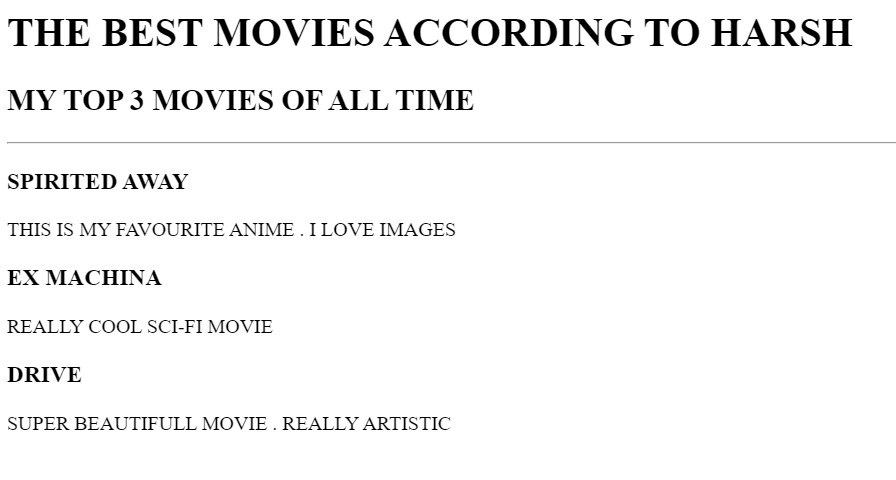 THE BEST MOVIES ACCORDING TO HARSH
MY TOP 3 MOVIES OF ALL TIME
SPIRITED AWAY
THIS IS MY FAVOURITE ANIME . I LOVE IMAGES
EX MACHINA
REALLY COOL SCI-FI MOVIE
DRIVE
SUPER BEAUTIFULL MOVIE . REALLY ARTISTIC